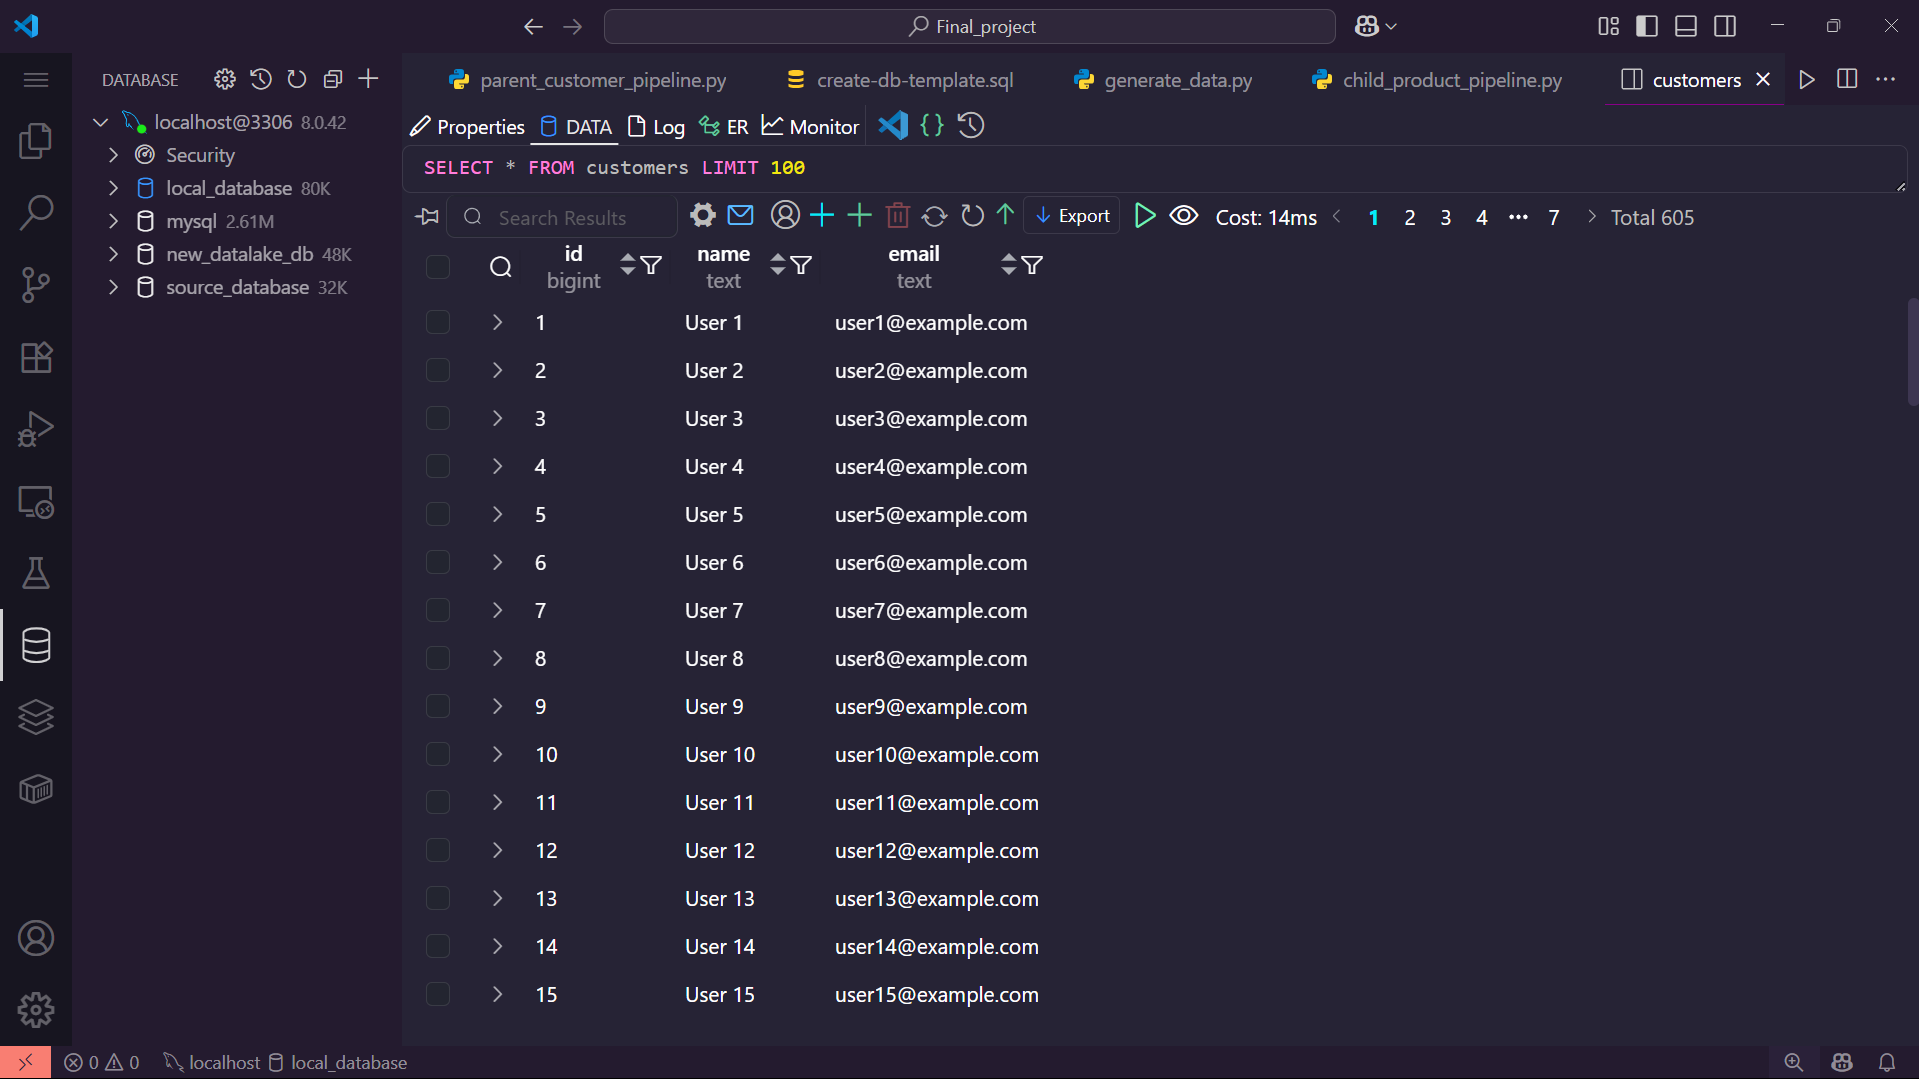 Final_project
DATABASE
parent_customer_pipeline.py
create-db-template.sql
generate_data.py
child_product_pipeline.py
customers
localhost@3306 8.0.42
Security
local_database 80K
mysql 2.61M
new_datalake_db 48K
source_database 32K
Properties
DATA
Log
ER
Monitor
SELECT * FROM customers LIMIT 100
Search Results
Export
Cost: 14ms
1 2 3 4 ••• 7
Total 605
id name email
bigint text text
1 User 1 user1@example.com
2 User 2 user2@example.com
3 User 3 user3@example.com
4 User 4 user4@example.com
5 User 5 user5@example.com
6 User 6 user6@example.com
7 User 7 user7@example.com
8 User 8 user8@example.com
9 User 9 user9@example.com
10 User 10 user10@example.com
11 User 11 user11@example.com
12 User 12 user12@example.com
13 User 13 user13@example.com
14 User 14 user14@example.com
15 User 15 user15@example.com
0 0 localhost local_database